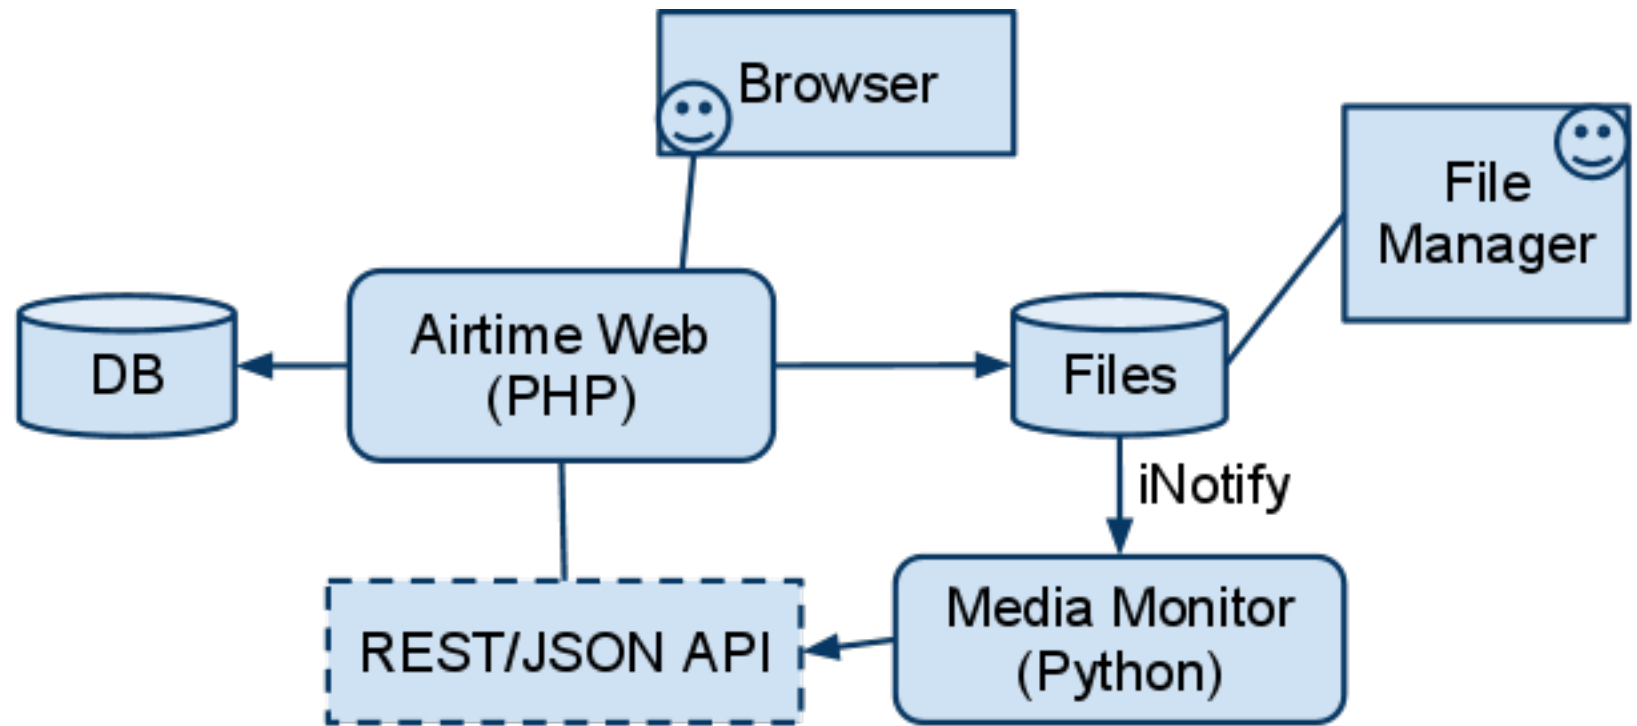 Browser
File
Manager
DB
Airtime Web
(PHP)
Files
iNotify
REST/JSON API
Media Monitor
(Python)